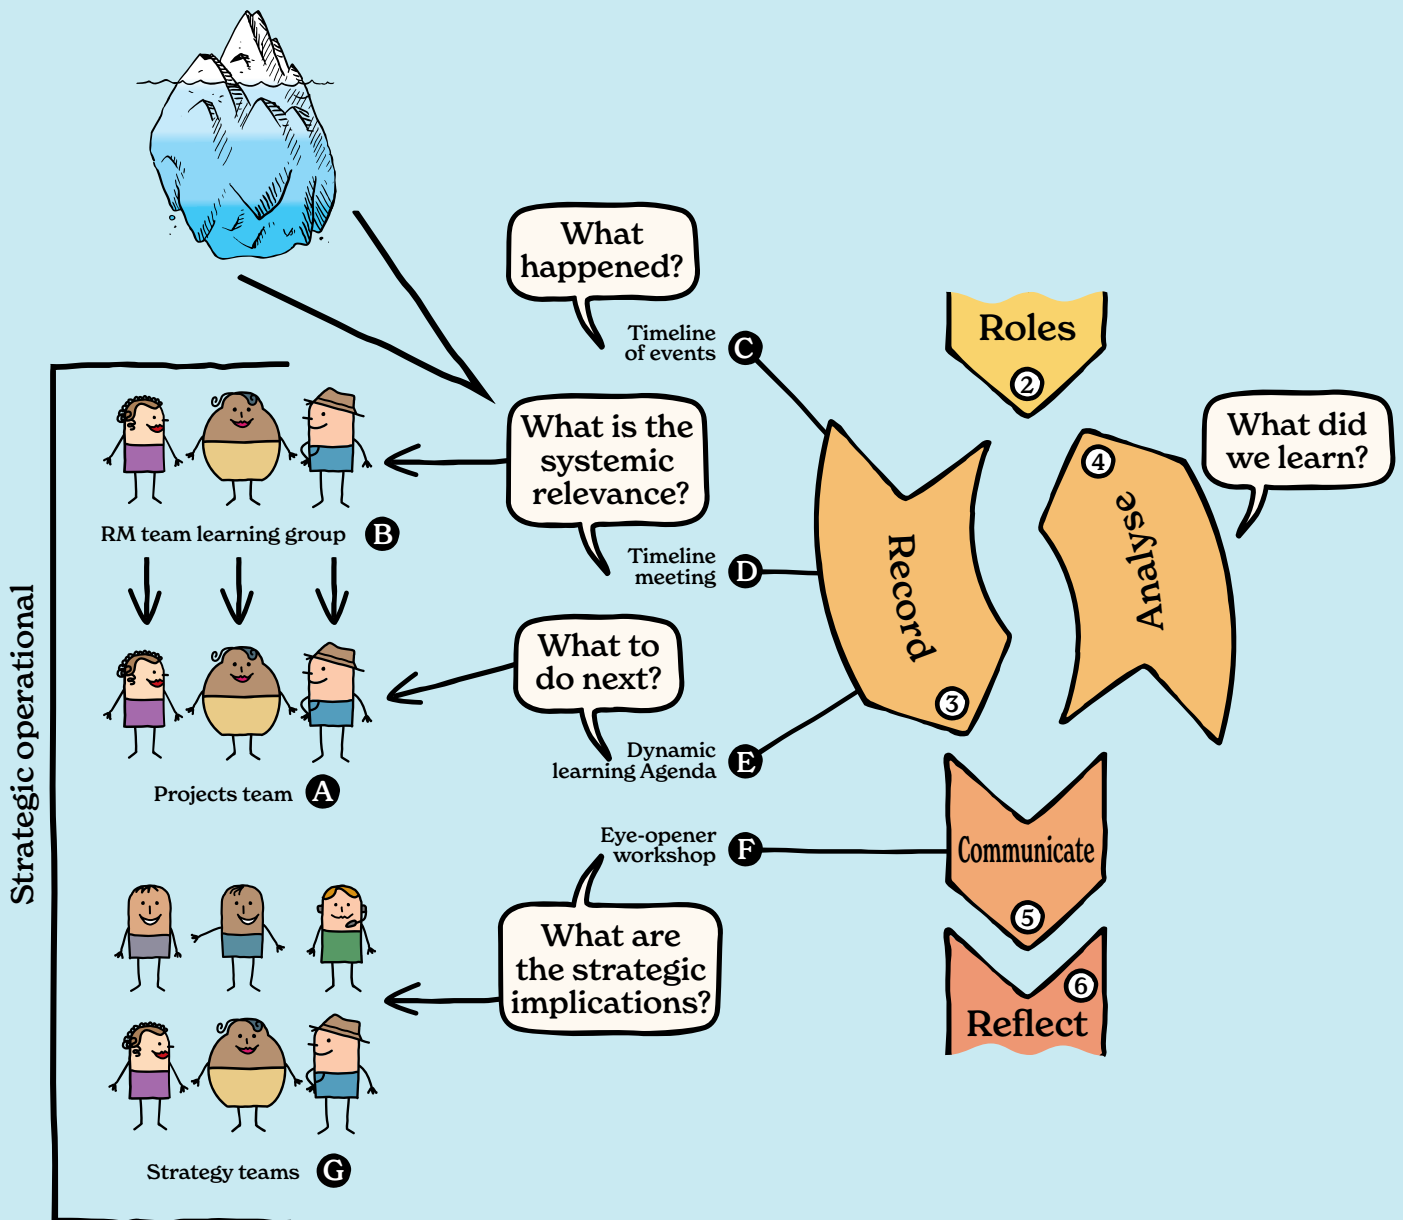 What
happened?
Timeline
of events
C
Roles
2
What is the
systemic
relevance?
RM team learning group
B
Timeline
meeting
D
Record
3
4
Analyse
What did
we learn?
Strategic operational
What to
do next?
Projects team
A
Dynamic
learning Agenda
E
Eye-opener
workshop
F
Communicate
5
What are
the strategic
implications?
6
Reflect
Strategy teams
G